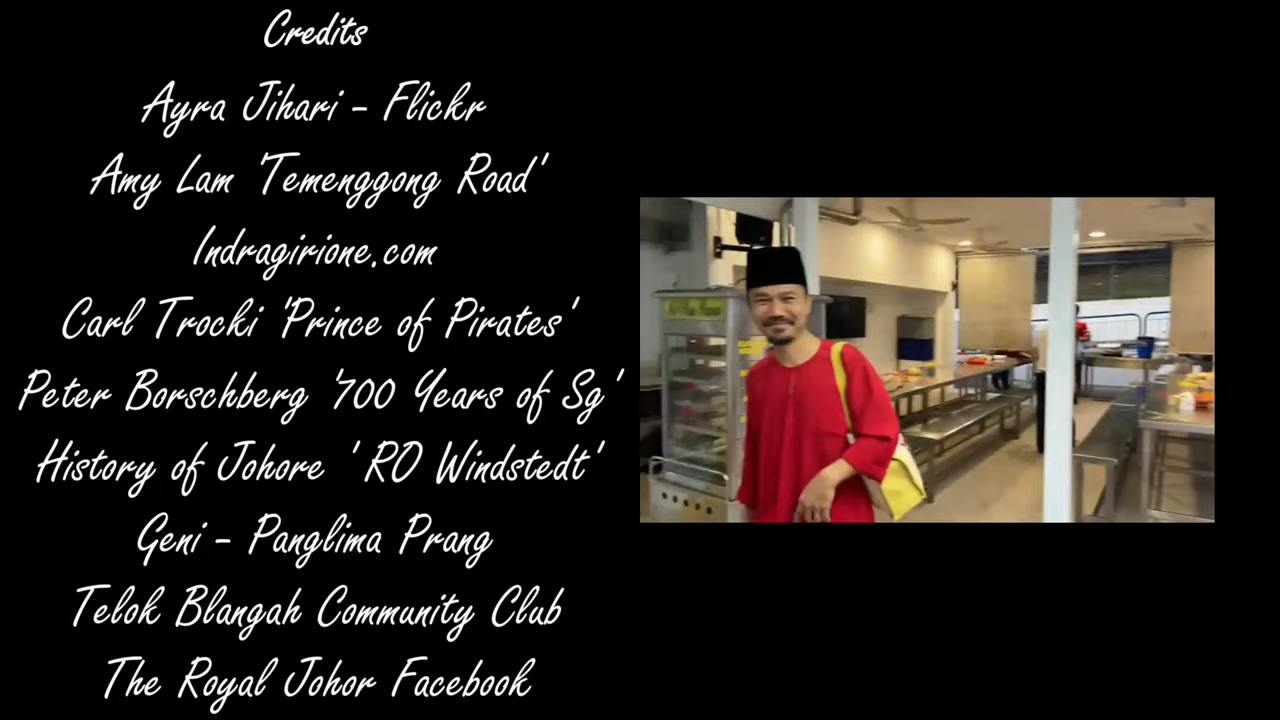 Credits
Ayra Jihari - Flickr
Amy Lam 'Temenggong Road'
Indragirione.com
Carl Trocki 'Prince of Pirates'
Peter Borschberg '700 Years of Sg'
History of Johore ' RO Windstedt'
Geni - Panglima Prang
Telok Blangah Community Club
The Royal Johor Facebook